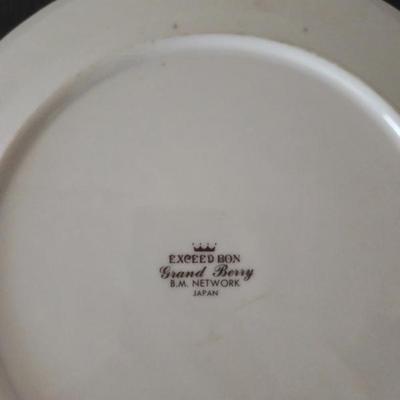 EXCEED BON
Grand Berry
B.M. NETWORK
JAPAN